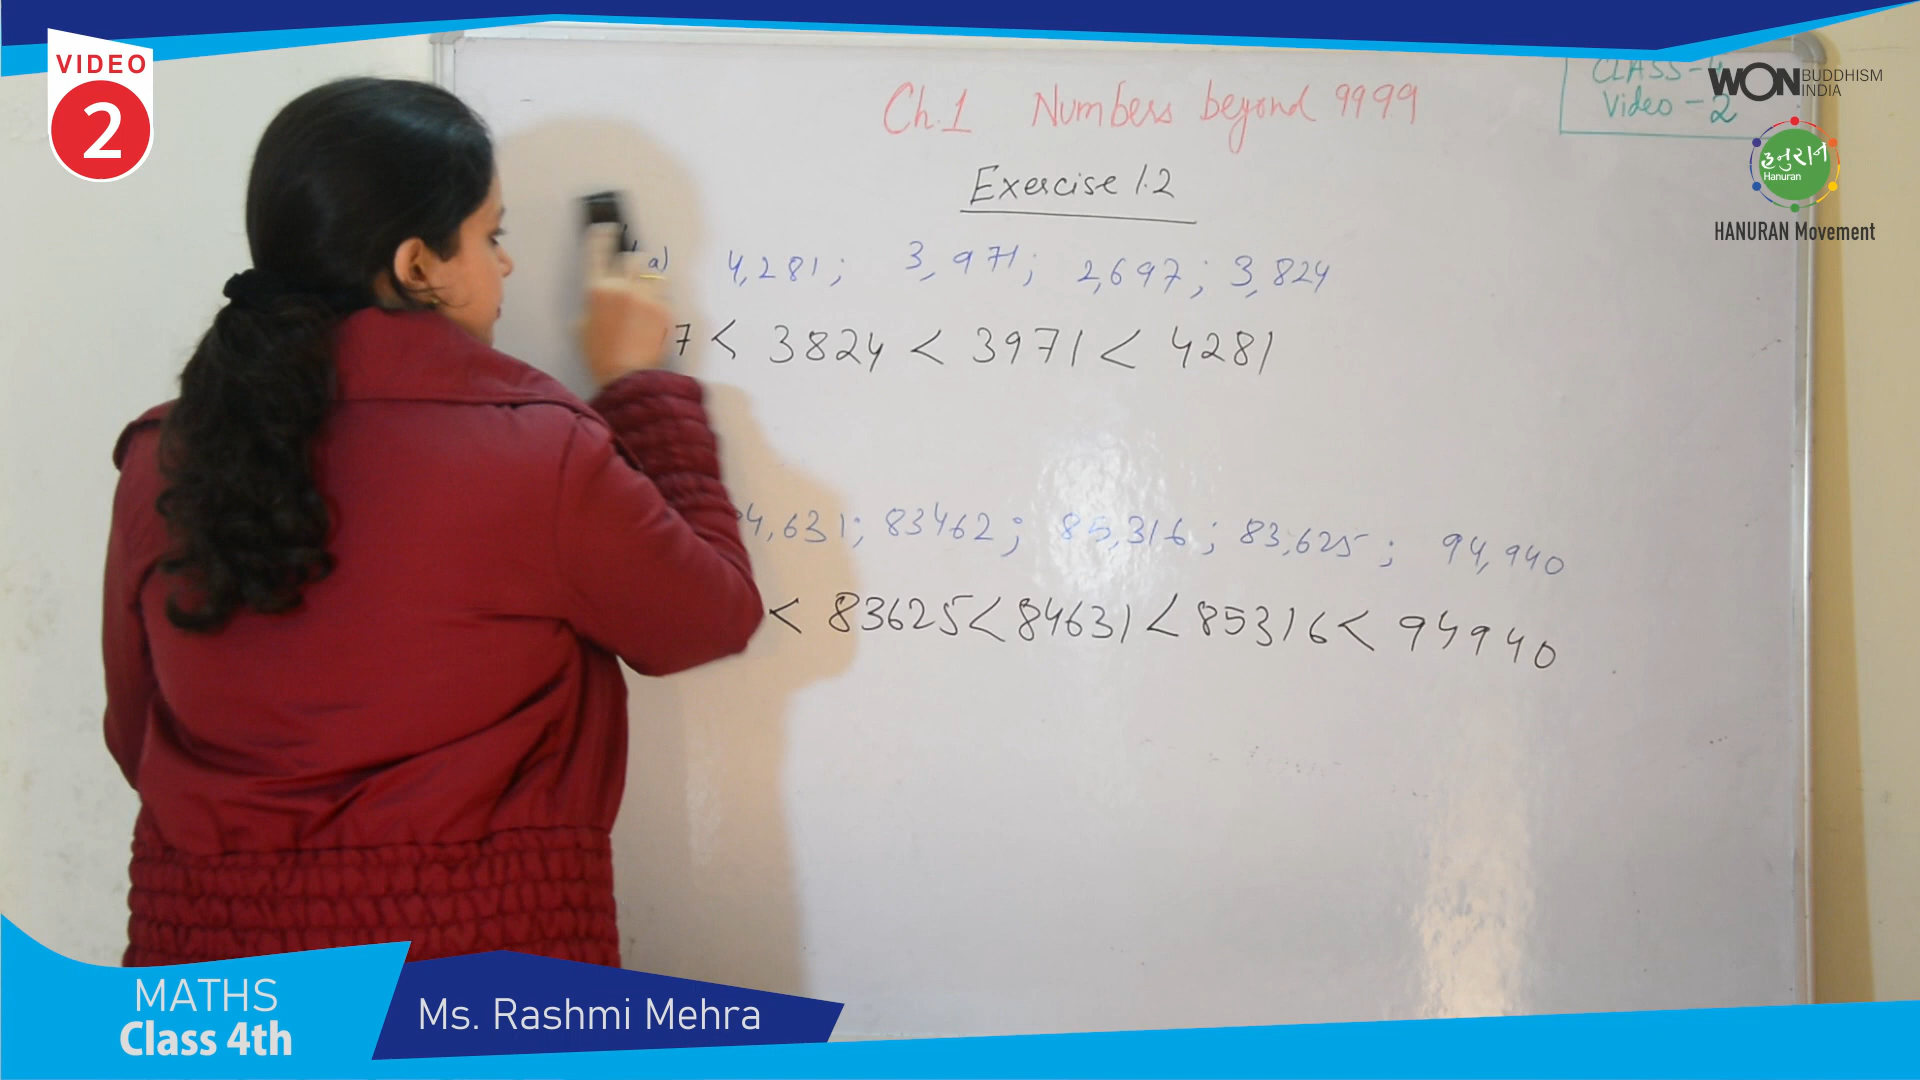 VIDEO
2
CLASS-4
Video - 2
WON BUDDHISM INDIA
हनुरान
Hanuran
HANURAN Movement
Ch.1 Numbers beyond 9999
Exercise 1.2
a) 4,281; 3,971; 2,697; 3,824
7 < 3824 < 3971 < 4281
4,631; 83462; 85,316; 83,625; 94,940
< 83625 < 84631 < 85316 < 94940
MATHS
Class 4th
Ms. Rashmi Mehra